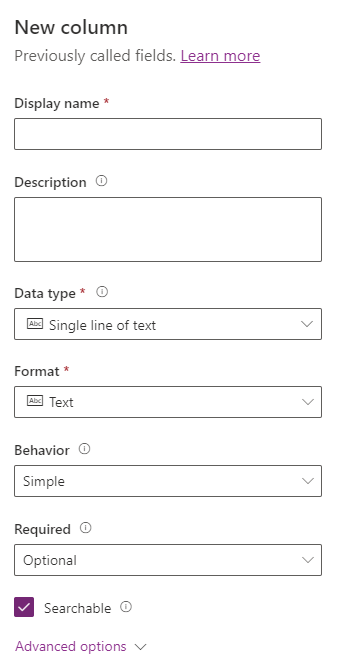 New column
Previously called fields. Learn more
Display name *
Description
Data type *
Abc Single line of text
Format *
Abc Text
Behavior
Simple
Required
Optional
Searchable
Advanced options